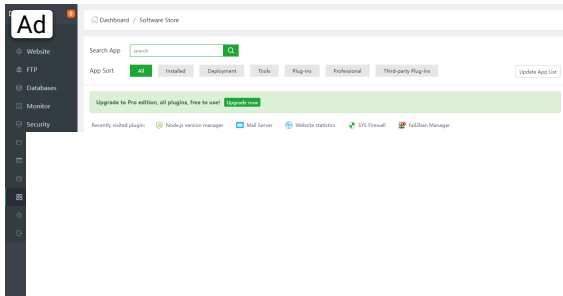 Ad
Dashboard / Software Store
Website
FTP
Databases
Monitor
Security
Search App search
App Sort All Installed Deployment Tools Plug-ins Professional Third-party Plug-ins Update App List
Upgrade to Pro edition, all plugins, free to use! Upgrade now
Recently visited plugin: Node.js version manager Mail Server Website statistics SYS Firewall Fail2ban Manager